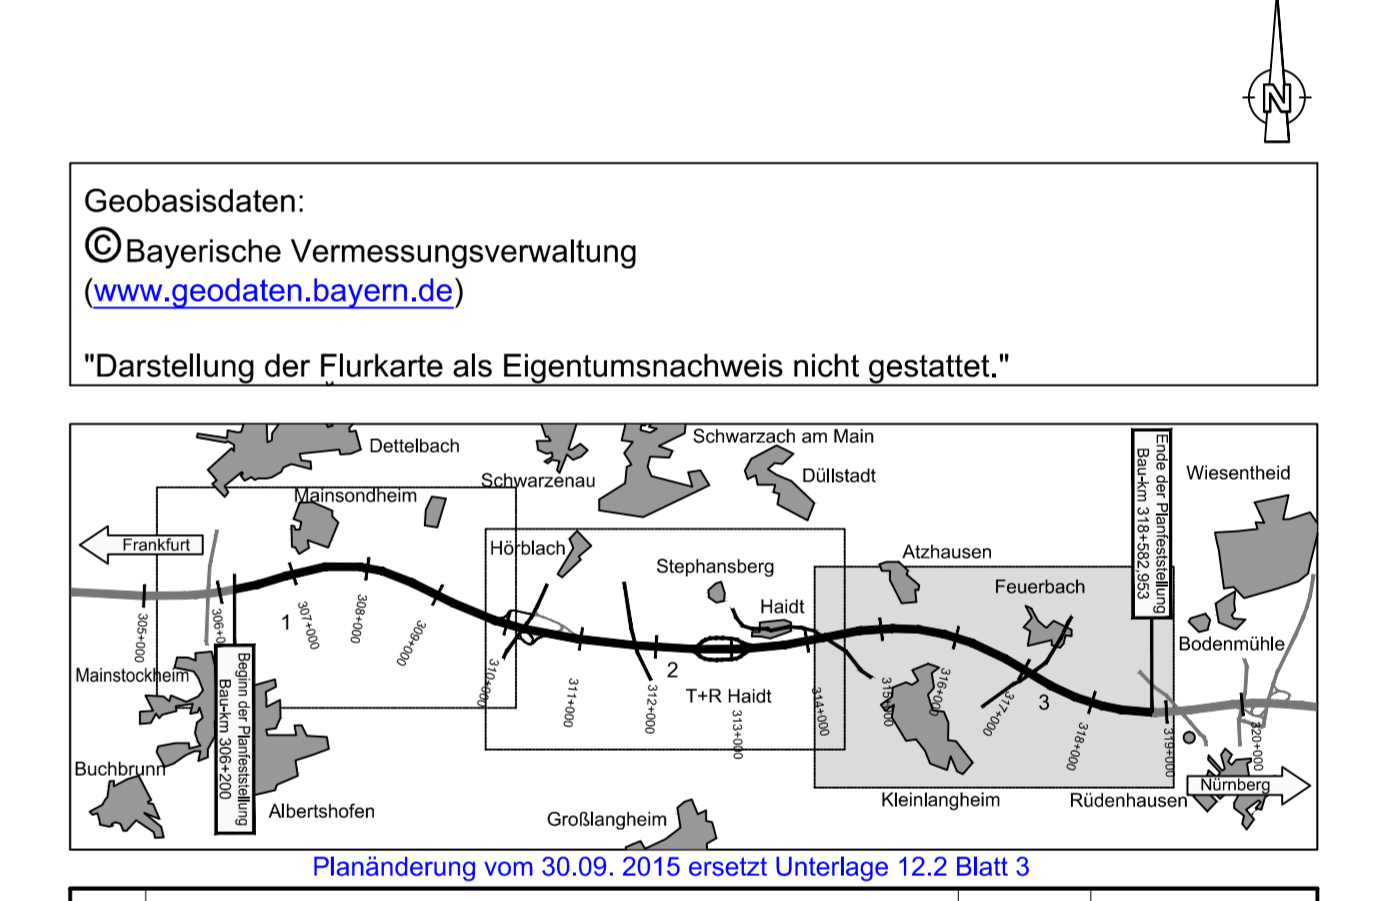 N
Geobasisdaten:
©Bayerische Vermessungsverwaltung
(www.geodaten.bayern.de)
"Darstellung der Flurkarte als Eigentumsnachweis nicht gestattet."
Dettelbach
Schwarzach am Main
Schwarzenau
Düllstadt
Wiesentheid
Mainsondheim
Ende der Planfeststellung
Bau-km 318+582,953
Frankfurt
Hörblach
Atzhausen
Stephansberg
Feuerbach
Haidt
305+000
306+0
1
307+000
308+000
309+000
310+000
311+000
2
312+000
T+R Haidt
313+000
314+000
315+000
316+000
317+000
3
318+000
319+000
320+000
Bodenmühle
Mainstockheim
Beginn der Planfeststellung
Bau-km 306+200
Buchbrunn
Albertshofen
Großlangheim
Kleinlangheim
Rüdenhausen
Nürnberg
Planänderung vom 30.09. 2015 ersetzt Unterlage 12.2 Blatt 3